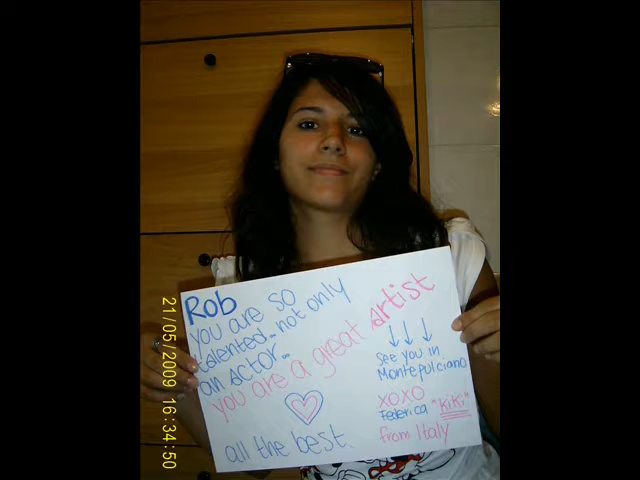 Rob
you are so
talented.. not only
an ACTOR..
you are a great artist
all the best.
See you in
Montepulciano
XOXO
Federica "KiKi"
from Italy
21/05/2009 16:34:50